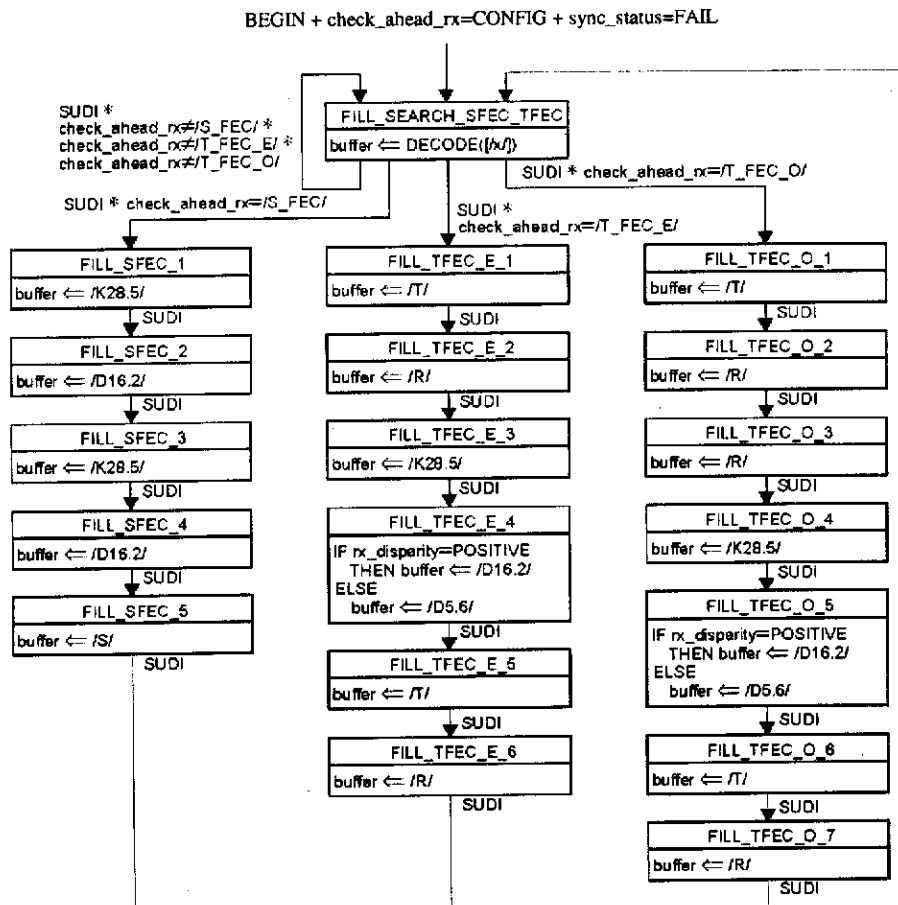 BEGIN + check_ahead_rx=CONFIG + sync_status=FAIL
SUDI *
check_ahead_rx≠/S_FEC/ *
check_ahead_rx≠/T_FEC_E/ *
check_ahead_rx≠/T_FEC_O/
FILL_SEARCH_SFEC_TFEC
buffer ⇐ DECODE([/x/])
SUDI * check_ahead_rx=/S_FEC/
SUDI *
check_ahead_rx=/T_FEC_E/
SUDI * check_ahead_rx=/T_FEC_O/
FILL_SFEC_1
buffer ⇐ /K28.5/
SUDI
FILL_SFEC_2
buffer ⇐ /D16.2/
SUDI
FILL_SFEC_3
buffer ⇐ /K28.5/
SUDI
FILL_SFEC_4
buffer ⇐ /D16.2/
SUDI
FILL_SFEC_5
buffer ⇐ /S/
SUDI
FILL_TFEC_E_1
buffer ⇐ /T/
SUDI
FILL_TFEC_E_2
buffer ⇐ /R/
SUDI
FILL_TFEC_E_3
buffer ⇐ /K28.5/
SUDI
FILL_TFEC_E_4
IF rx_disparity=POSITIVE
THEN buffer ⇐ /D16.2/
ELSE
buffer ⇐ /D5.6/
SUDI
FILL_TFEC_E_5
buffer ⇐ /T/
SUDI
FILL_TFEC_E_6
buffer ⇐ /R/
SUDI
FILL_TFEC_O_1
buffer ⇐ /T/
SUDI
FILL_TFEC_O_2
buffer ⇐ /R/
SUDI
FILL_TFEC_O_3
buffer ⇐ /R/
SUDI
FILL_TFEC_O_4
buffer ⇐ /K28.5/
SUDI
FILL_TFEC_O_5
IF rx_disparity=POSITIVE
THEN buffer ⇐ /D16.2/
ELSE
buffer ⇐ /D5.6/
SUDI
FILL_TFEC_O_6
buffer ⇐ /T/
SUDI
FILL_TFEC_O_7
buffer ⇐ /R/
SUDI